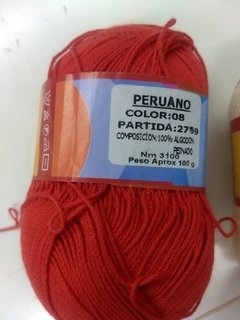 PERUANO
COLOR:08
PARTIDA:2759
COMPOSICION:100% ALGODON
PEINADO
Nm 3100
Peso Aprox 100 g